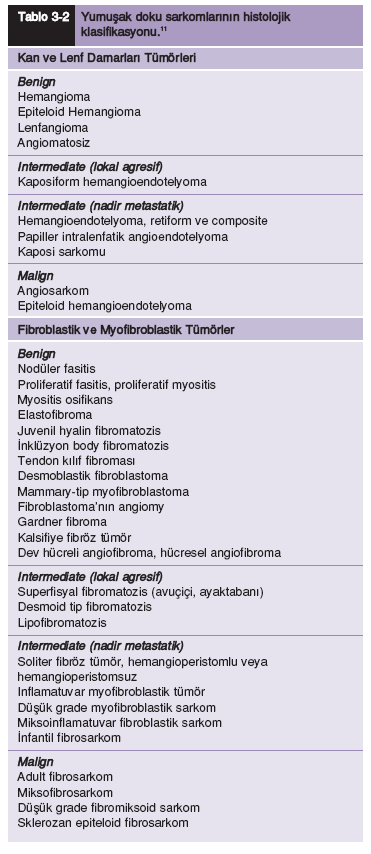 Tablo 3-2
Yumuşak doku sarkomlarının histolojik
klasifikasyonu.¹¹
Kan ve Lenf Damarları Tümörleri
Benign
Hemangioma
Epiteloid Hemangioma
Lenfangioma
Angiomatosiz
Intermediate (lokal agresif)
Kaposiform hemangioendotelyoma
Intermediate (nadir metastatik)
Hemangioendotelyoma, retiform ve composite
Papiller intralenfatik angioendotelyoma
Kaposi sarkomu
Malign
Angiosarkom
Epiteloid hemangioendotelyoma
Fibroblastik ve Myofibroblastik Tümörler
Benign
Nodüler fasitis
Proliferatif fasitis, proliferatif myositis
Myositis osifikans
Elastofibroma
Juvenil hyalin fibromatozis
İnklüzyon body fibromatozis
Tendon kılıf fibroması
Desmoblastik fibroblastoma
Mammary-tip myofibroblastoma
Fibroblastoma'nın angiomy
Gardner fibroma
Kalsifiye fibröz tümör
Dev hücreli angiofibroma, hücresel angiofibroma
Intermediate (lokal agresif)
Superfisyal fibromatozis (avuçiçi, ayaktabanı)
Desmoid tip fibromatozis
Lipofibromatozis
Intermediate (nadir metastatik)
Soliter fibröz tümör, hemangioperistomlu veya
hemangioperistomsuz
Inflamatuvar myofibroblastik tümör
Düşük grade myofibroblastik sarkom
Miksoinflamatuvar fibroblastik sarkom
İnfantil fibrosarkom
Malign
Adult fibrosarkom
Miksofibrosarkom
Düşük grade fibromiksoid sarkom
Sklerozan epiteloid fibrosarkom